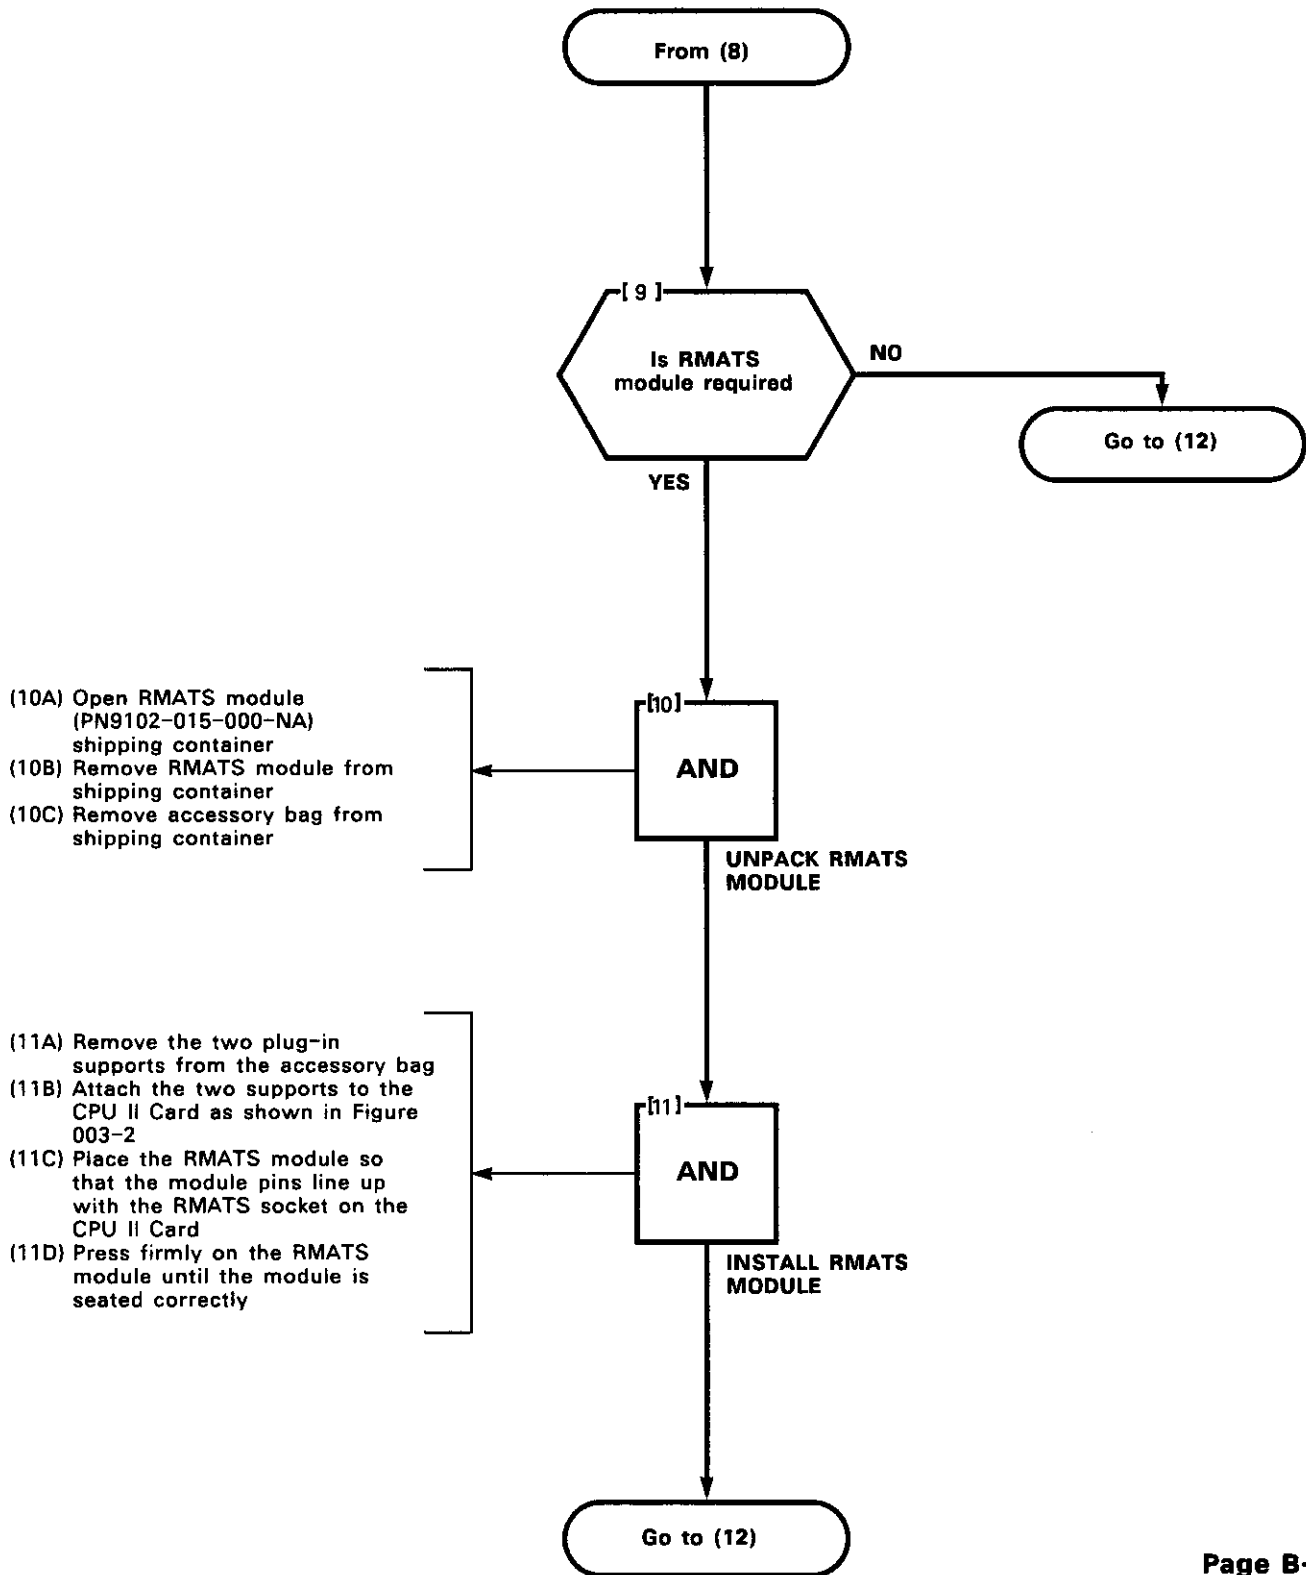 From (8)
[ 9 ]
Is RMATS
module required
NO
Go to (12)
YES
(10A) Open RMATS module
(PN9102-015-000-NA)
shipping container
(10B) Remove RMATS module from
shipping container
(10C) Remove accessory bag from
shipping container
[10]
AND
UNPACK RMATS
MODULE
(11A) Remove the two plug-in
supports from the accessory bag
(11B) Attach the two supports to the
CPU II Card as shown in Figure
003-2
(11C) Place the RMATS module so
that the module pins line up
with the RMATS socket on the
CPU II Card
(11D) Press firmly on the RMATS
module until the module is
seated correctly
[11]
AND
INSTALL RMATS
MODULE
Go to (12)
Page B-